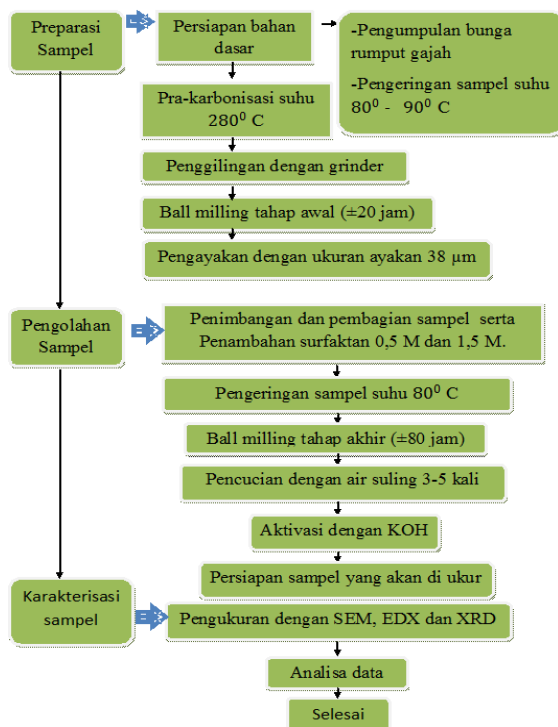 Preparasi
Sampel
Persiapan bahan
dasar
-Pengumpulan bunga
rumput gajah
-Pengeringan sampel suhu
80⁰ - 90⁰ C
Pra-karbonisasi suhu
280⁰ C
Penggilingan dengan grinder
Ball milling tahap awal (±20 jam)
Pengayakan dengan ukuran ayakan 38 µm
Pengolahan
Sampel
Penimbangan dan pembagian sampel serta
Penambahan surfaktan 0,5 M dan 1,5 M.
Pengeringan sampel suhu 80⁰ C
Ball milling tahap akhir (±80 jam)
Pencucian dengan air suling 3-5 kali
Aktivasi dengan KOH
Persiapan sampel yang akan di ukur
Karakterisasi
sampel
Pengukuran dengan SEM, EDX dan XRD
Analisa data
Selesai